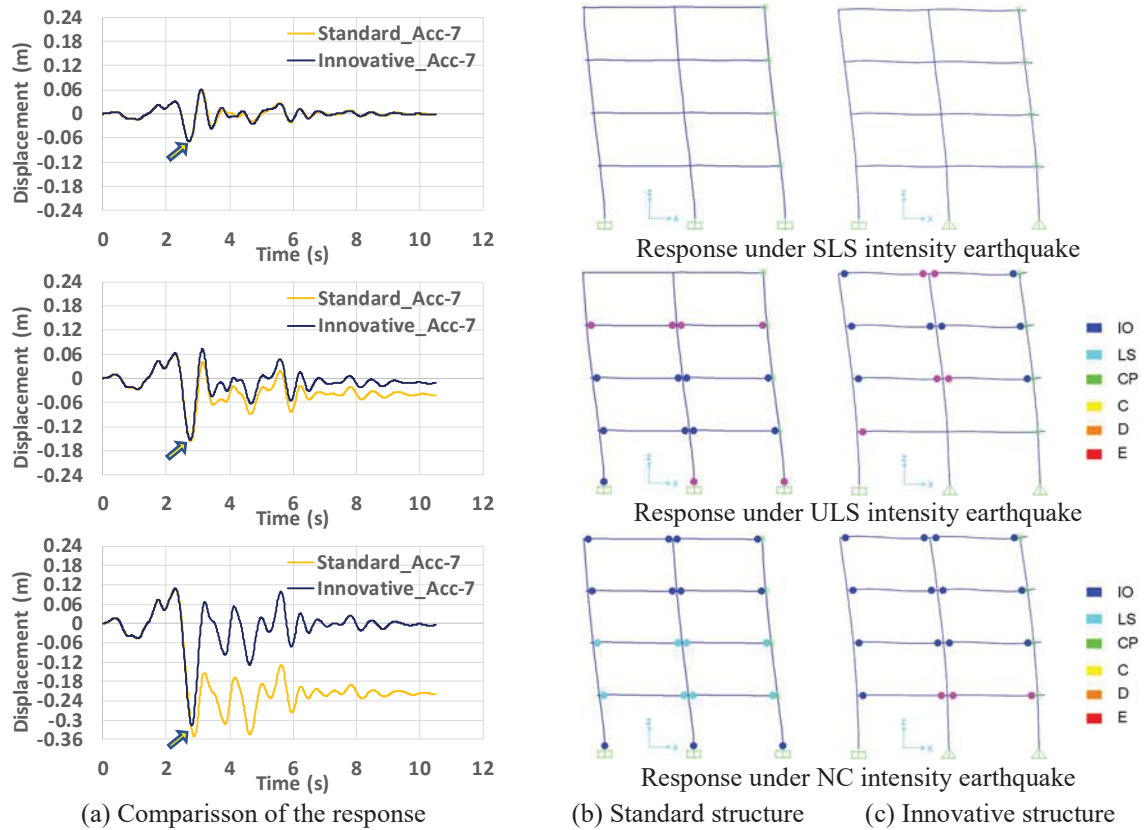 0.24
0.18
0.12
0.06
0
-0.06
-0.12
-0.18
-0.24
Displacement (m)
Standard_Acc-7
Innovative_Acc-7
0 2 4 6 8 10 12
Time (s)
Z X
Z X
Response under SLS intensity earthquake
0.24
0.18
0.12
0.06
0
-0.06
-0.12
-0.18
-0.24
Displacement (m)
Standard_Acc-7
Innovative_Acc-7
0 2 4 6 8 10 12
Time (s)
Z X
Z X
IO
LS
CP
C
D
E
Response under ULS intensity earthquake
0.24
0.18
0.12
0.06
0
-0.06
-0.12
-0.18
-0.24
-0.3
-0.36
Displacement (m)
Standard_Acc-7
Innovative_Acc-7
0 2 4 6 8 10 12
Time (s)
Z X
Z X
IO
LS
CP
C
D
E
Response under NC intensity earthquake
(a) Comparisson of the response
(b) Standard structure
(c) Innovative structure